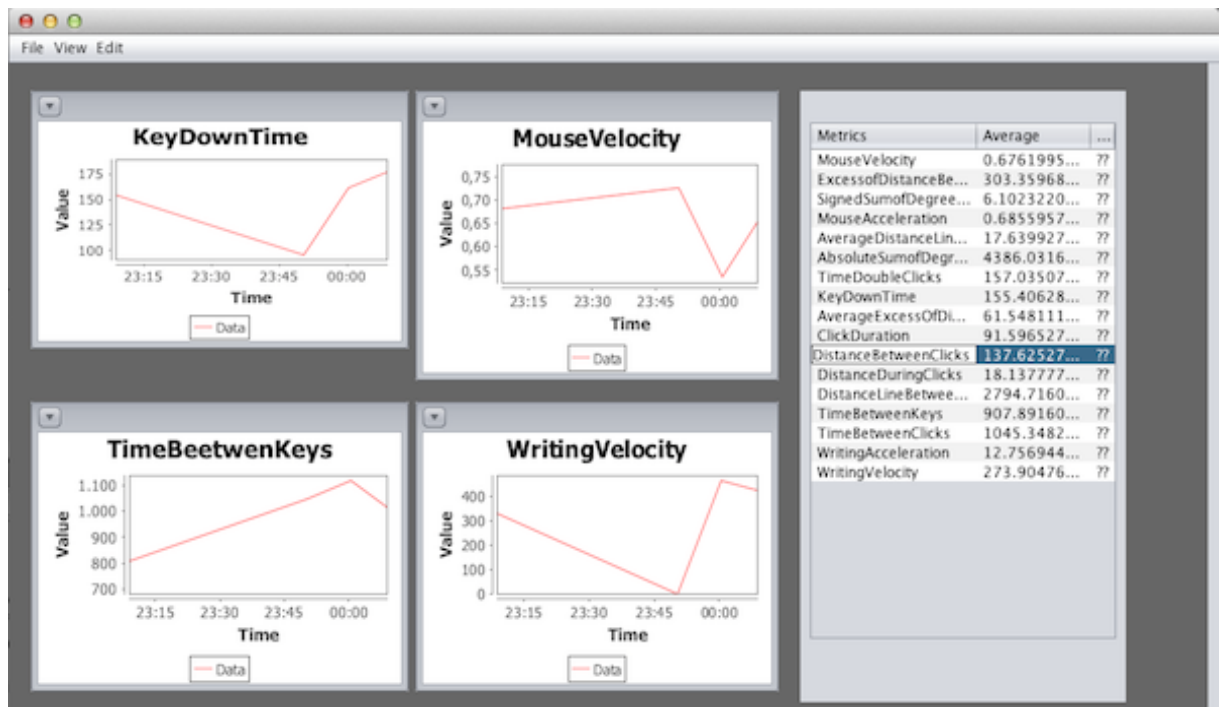 File View Edit
KeyDownTime
Value
175
150
125
100
23:15 23:30 23:45 00:00
Time
Data
MouseVelocity
Value
0,75
0,70
0,65
0,60
0,55
23:15 23:30 23:45 00:00
Time
Data
TimeBeetwenKeys
Value
1.100
1.000
900
800
700
23:15 23:30 23:45 00:00
Time
Data
WritingVelocity
Value
400
300
200
100
0
23:15 23:30 23:45 00:00
Time
Data
Metrics Average ...
MouseVelocity 0.6761995... ??
ExcessofDistanceBe... 303.35968... ??
SignedSumofDegree... 6.1023220... ??
MouseAcceleration 0.6855957... ??
AverageDistanceLin... 17.639927... ??
AbsoluteSumofDegr... 4386.0316... ??
TimeDoubleClicks 157.03507... ??
KeyDownTime 155.40628... ??
AverageExcessOfDi... 61.548111... ??
ClickDuration 91.596527... ??
DistanceBetweenClicks 137.62527... ??
DistanceDuringClicks 18.137777... ??
DistanceLineBetwee... 2794.7160... ??
TimeBetweenKeys 907.89160... ??
TimeBetweenClicks 1045.3482... ??
WritingAcceleration 12.756944... ??
WritingVelocity 273.90476... ??